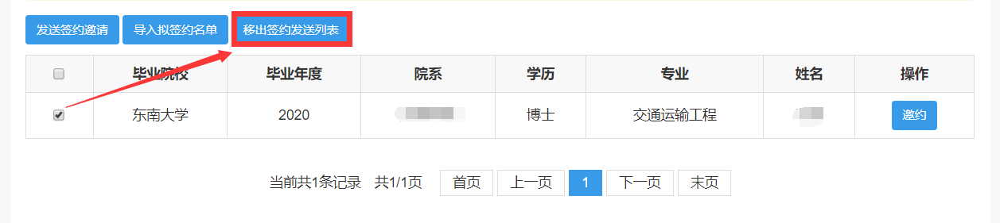 发送签约邀请 导入拟签约名单 移出签约发送列表
毕业院校 毕业年度 院系 学历 专业 姓名 操作
东南大学 2020 博士 交通运输工程 邀约
当前共1条记录 共1/1页 首页 上一页 1 下一页 末页